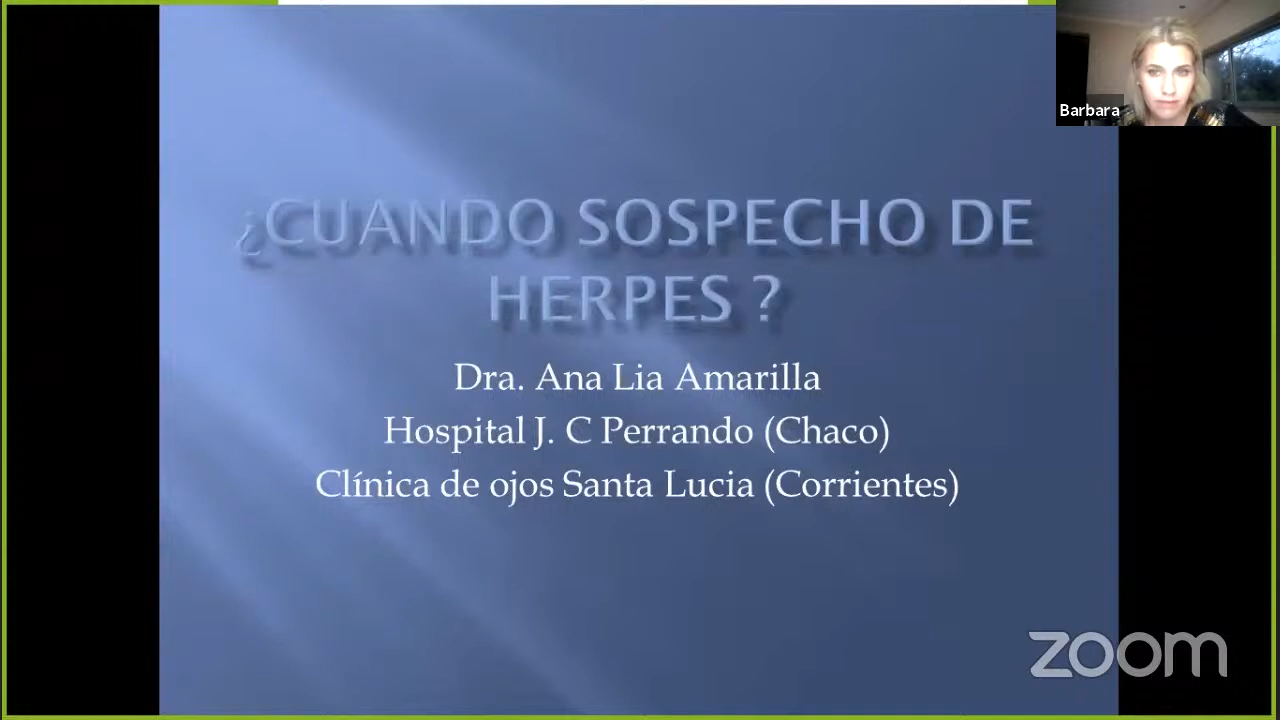 Barbara
¿CUANDO SOSPECHO DE
HERPES ?
Dra. Ana Lia Amarilla
Hospital J. C Perrando (Chaco)
Clínica de ojos Santa Lucia (Corrientes)
zoom